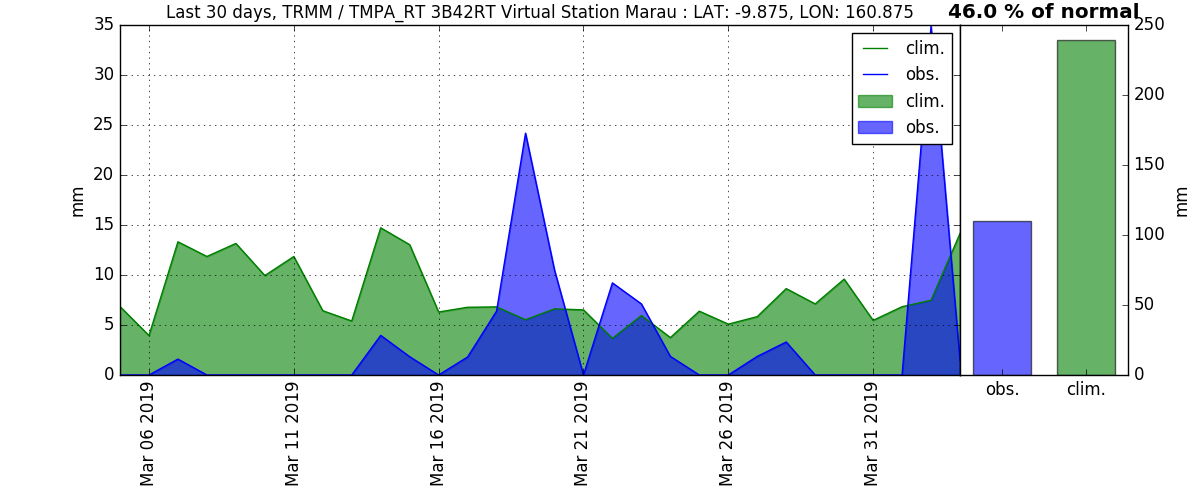 Last 30 days, TRMM / TMPA_RT 3B42RT Virtual Station Marau : LAT: -9.875, LON: 160.875
46.0 % of normal
mm
35
30
25
20
15
10
5
0
clim.
obs.
clim.
obs.
Mar 06 2019
Mar 11 2019
Mar 16 2019
Mar 21 2019
Mar 26 2019
Mar 31 2019
250
200
150
100
50
0
mm
obs.
clim.